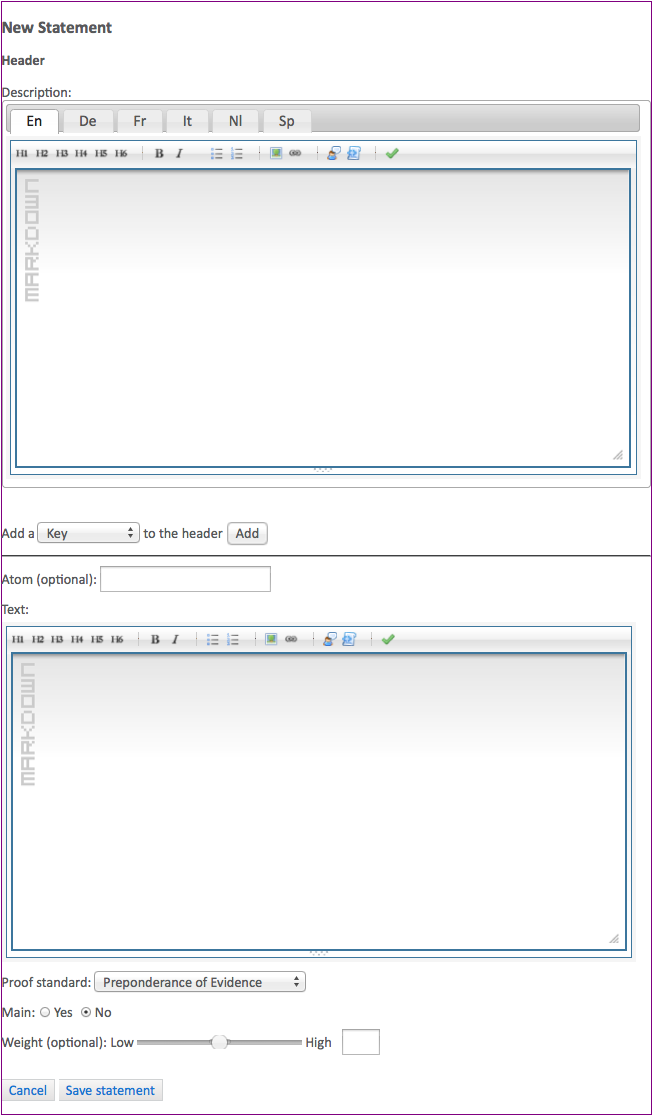 New Statement
Header
Description:
En De Fr It Nl Sp
H1 H2 H3 H4 H5 H6 B I
MARKDOWN
Add a Key to the header Add
Atom (optional):
Text:
H1 H2 H3 H4 H5 H6 B I
MARKDOWN
Proof standard: Preponderance of Evidence
Main: Yes No
Weight (optional): Low High
Cancel Save statement